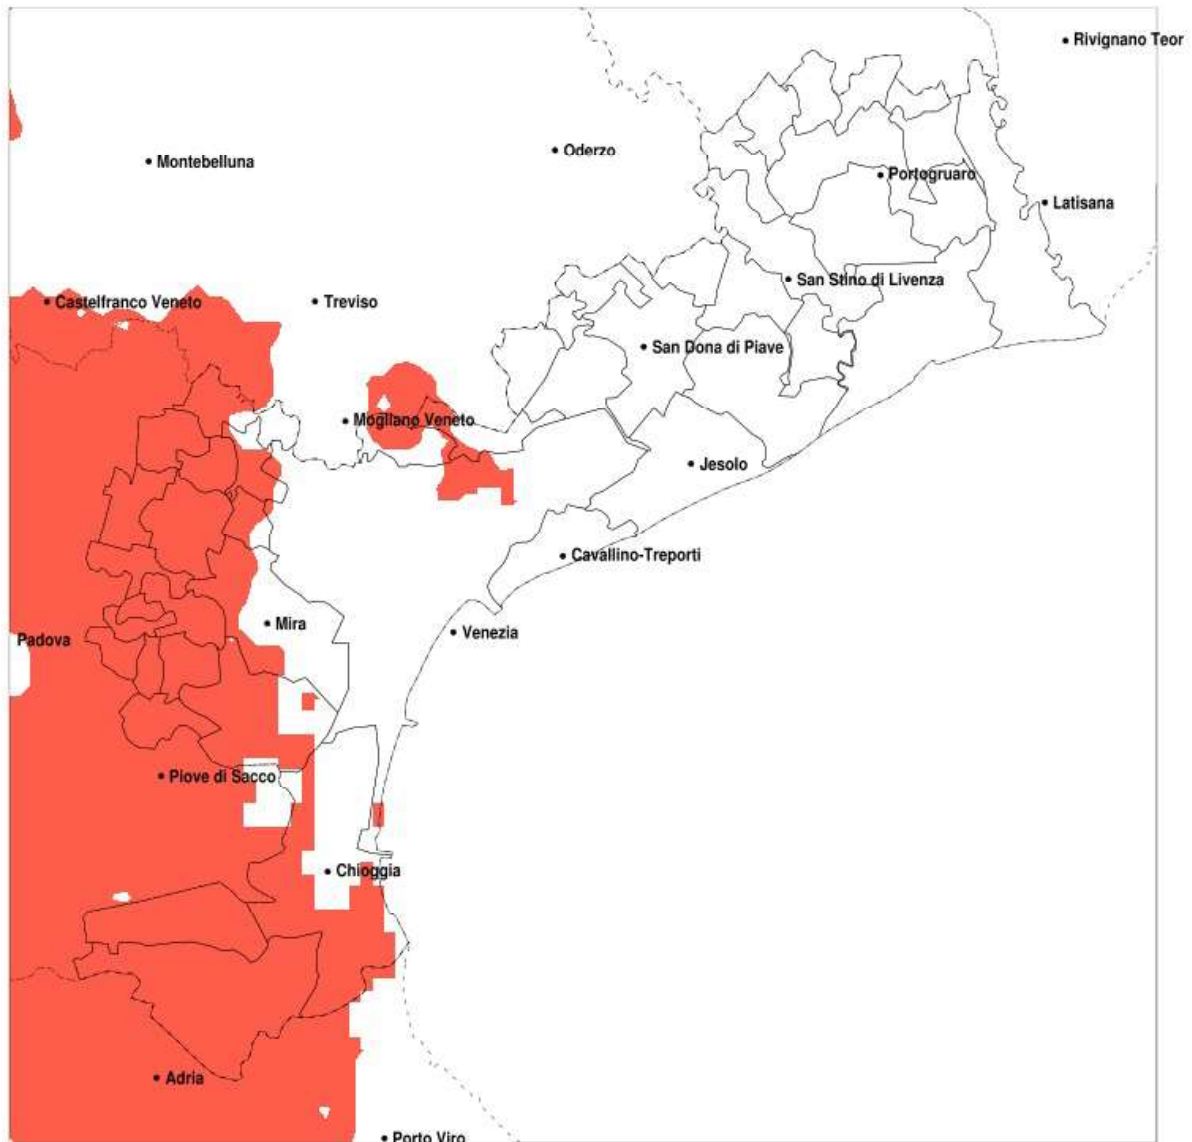 Rivignano Teor
Oderzo
Montebelluna
Portogruaro
Latisana
San Stino di Livenza
Castelfranco Veneto
Treviso
San Dona di Piave
Mogliano Veneto
Jesolo
Cavallino-Treporti
Mira
Venezia
Padova
Piove di Sacco
Chioggia
Adria
Porto Viro